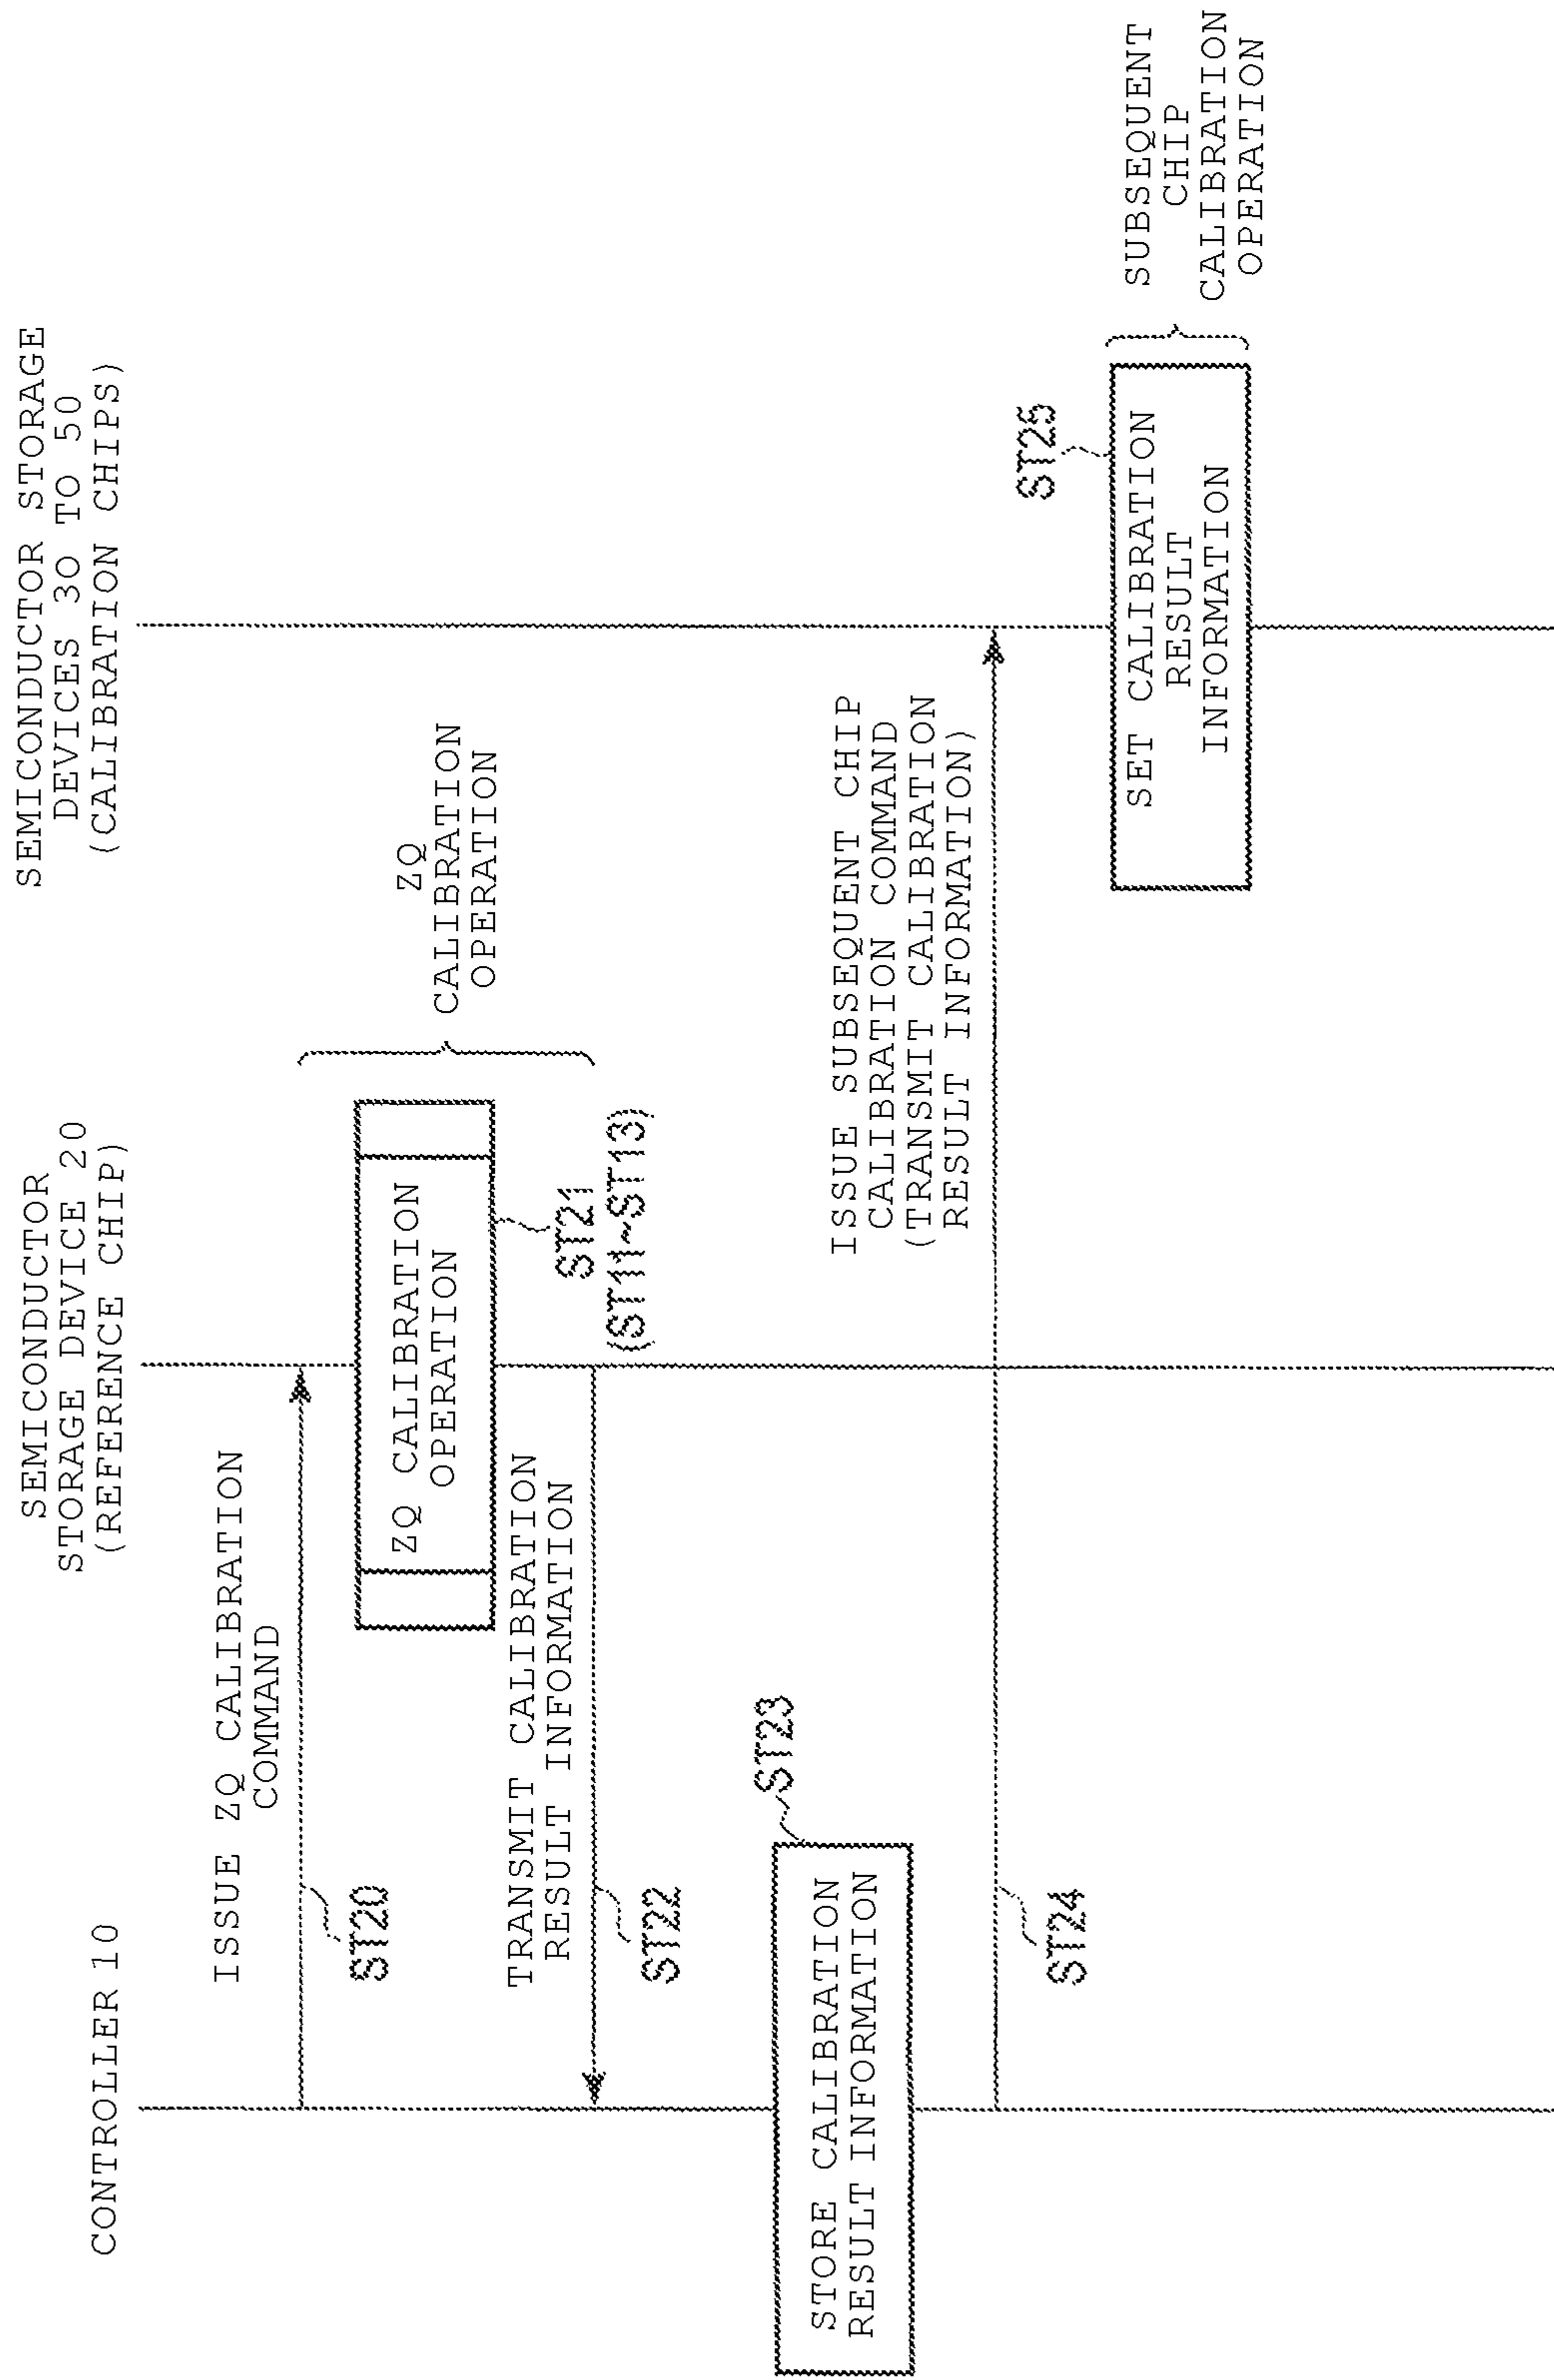 CONTROLLER 10
SEMICONDUCTOR
STORAGE DEVICE 20
(REFERENCE CHIP)
SEMICONDUCTOR STORAGE
DEVICES 30 TO 50
(CALIBRATION CHIPS)
ISSUE ZQ CALIBRATION
COMMAND
ST20
ZQ CALIBRATION
OPERATION
ZQ
CALIBRATION
OPERATION
ST21
(ST11~ST13)
TRANSMIT CALIBRATION
RESULT INFORMATION
ST22
ST23
STORE CALIBRATION
RESULT INFORMATION
ISSUE SUBSEQUENT CHIP
CALIBRATION COMMAND
(TRANSMIT CALIBRATION
RESULT INFORMATION)
ST24
ST25
SET CALIBRATION
RESULT
INFORMATION
SUBSEQUENT
CHIP
CALIBRATION
OPERATION